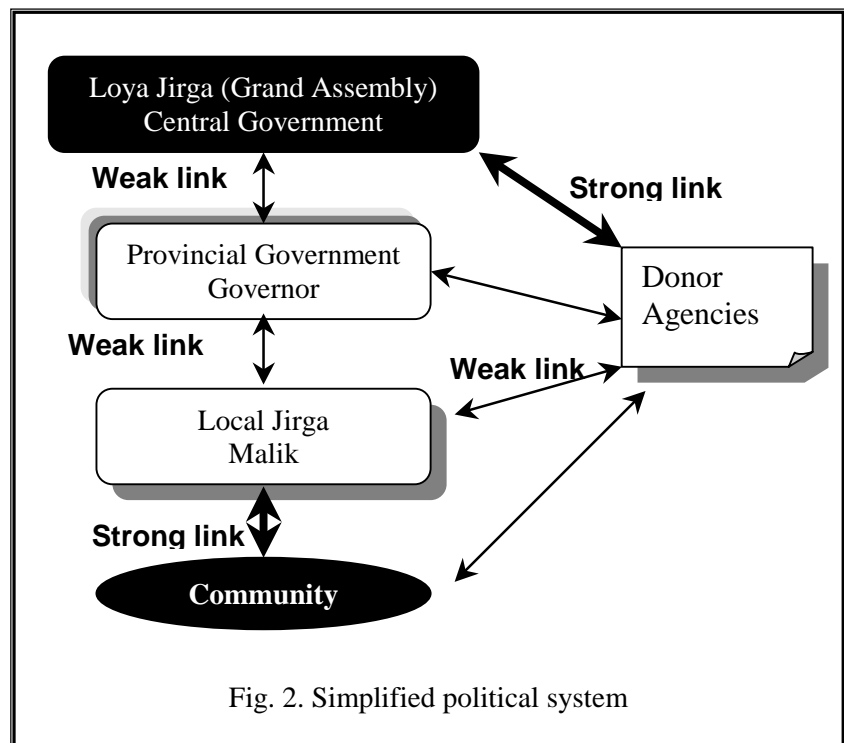 Loya Jirga (Grand Assembly)
Central Government
Weak link
Strong link
Provincial Government
Governor
Donor
Agencies
Weak link
Weak link
Local Jirga
Malik
Strong link
Community
Fig. 2. Simplified political system